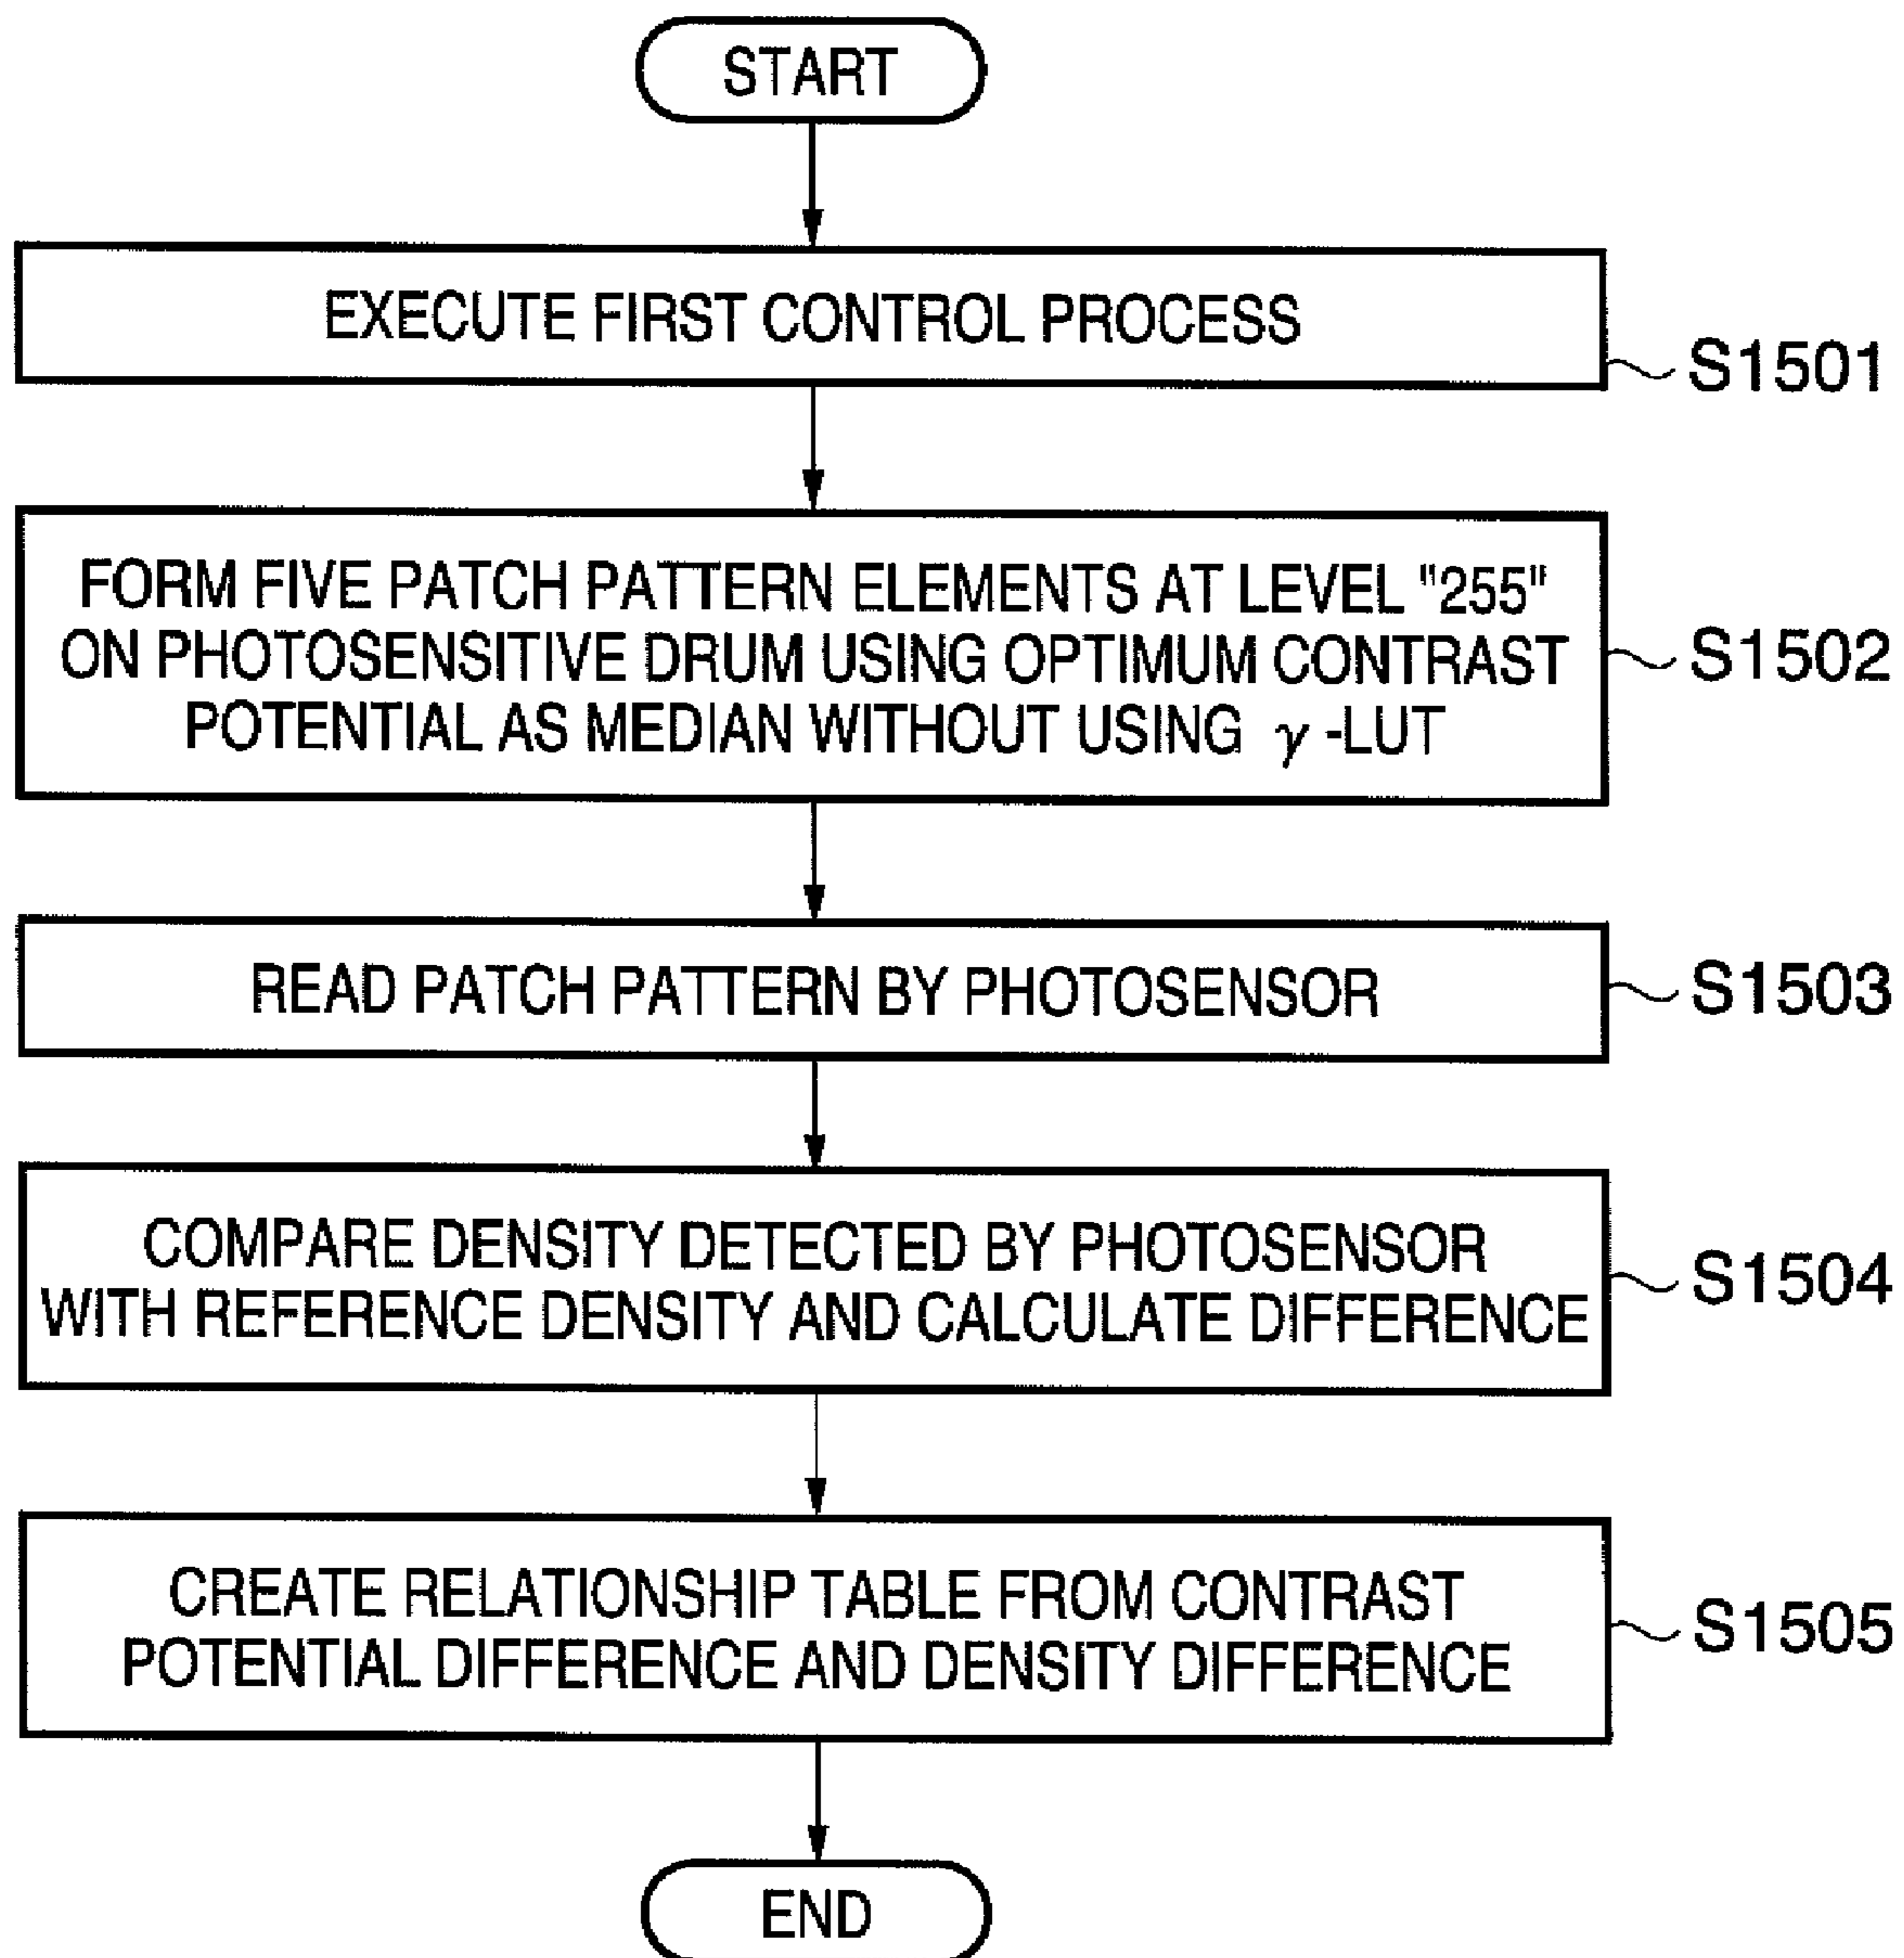 START
EXECUTE FIRST CONTROL PROCESS
S1501
FORM FIVE PATCH PATTERN ELEMENTS AT LEVEL "255"
ON PHOTOSENSITIVE DRUM USING OPTIMUM CONTRAST
POTENTIAL AS MEDIAN WITHOUT USING γ -LUT
S1502
READ PATCH PATTERN BY PHOTOSENSOR
S1503
COMPARE DENSITY DETECTED BY PHOTOSENSOR
WITH REFERENCE DENSITY AND CALCULATE DIFFERENCE
S1504
CREATE RELATIONSHIP TABLE FROM CONTRAST
POTENTIAL DIFFERENCE AND DENSITY DIFFERENCE
S1505
END